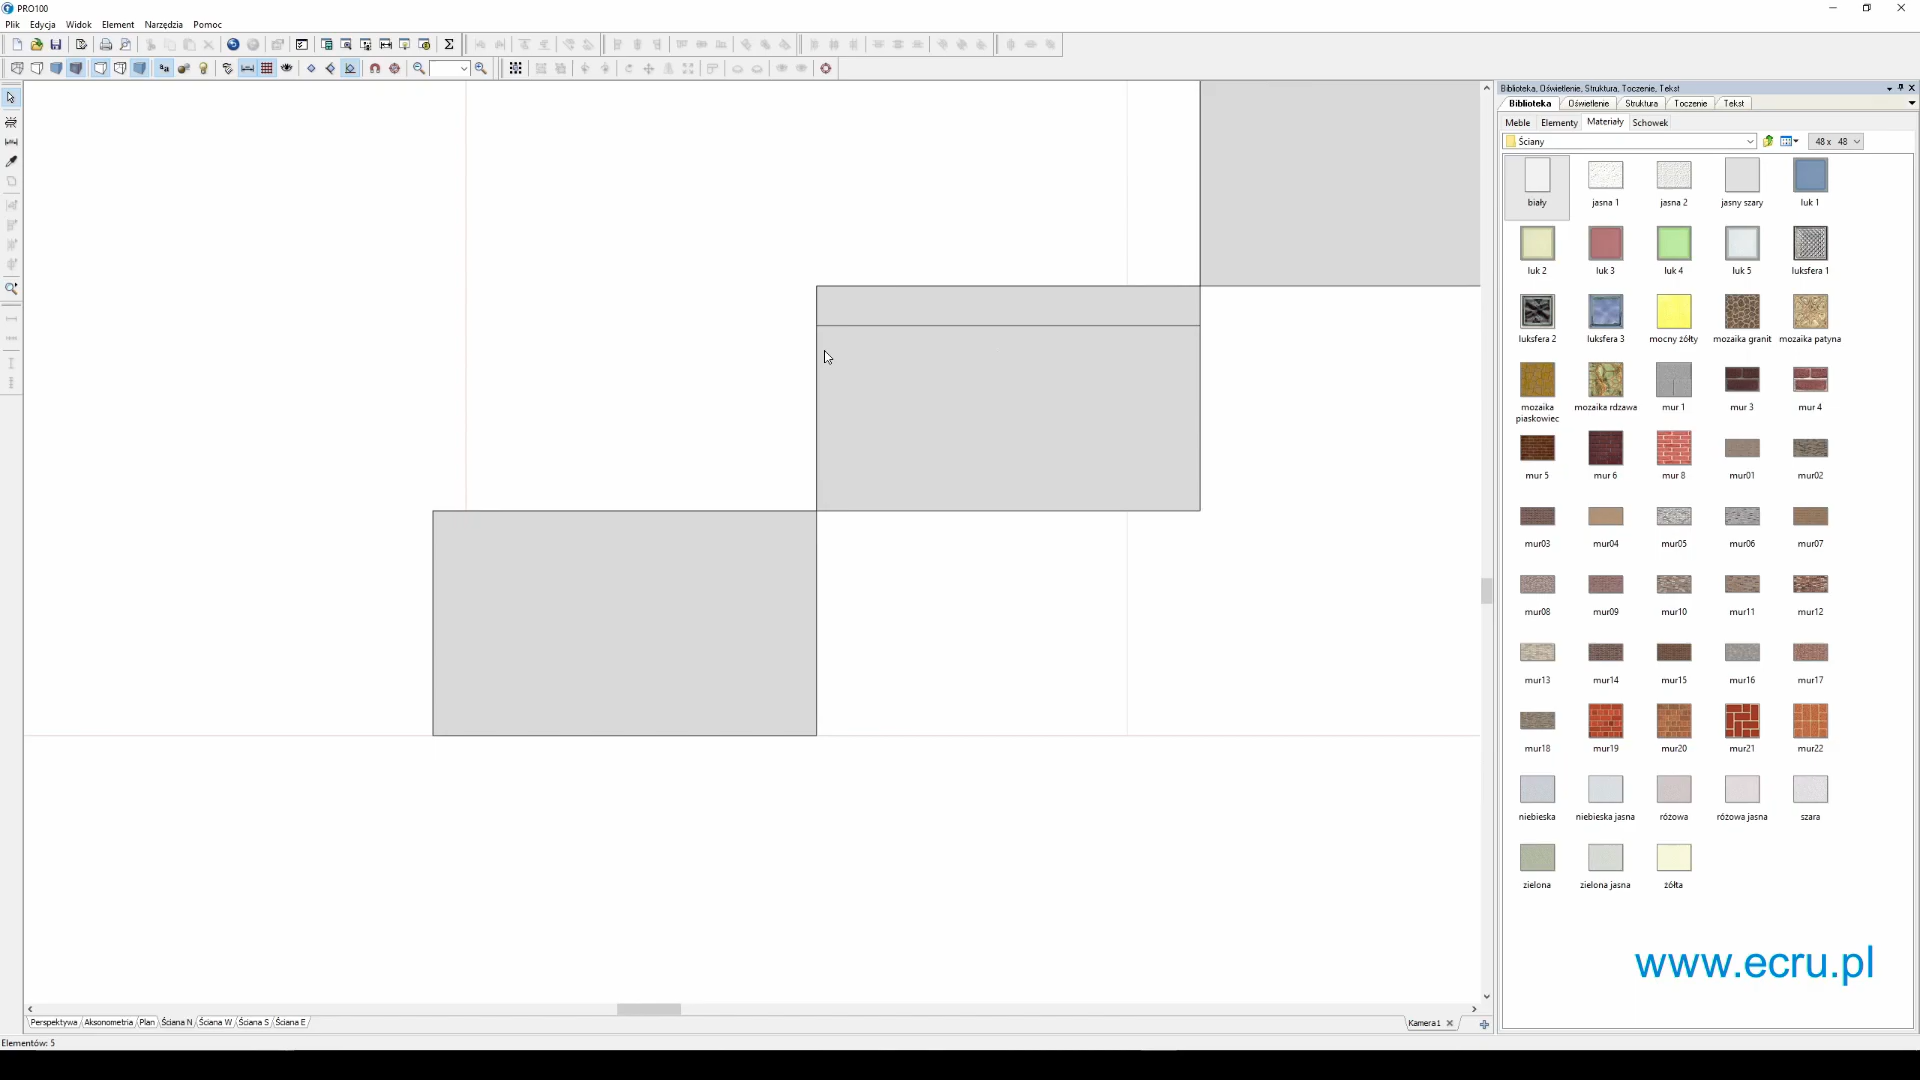 PRO100
Plik Edycja Widok Element Narzędzia Pomoc
Biblioteka, Oświetlenie, Struktura, Toczenie, Tekst
Biblioteka Oświetlenie Struktura Toczenie Tekst
Meble Elementy Materiały Schowek
Ściany 48 x 48
biały jasna 1 jasna 2 jasny szary luk 1
luk 2 luk 3 luk 4 luk 5 luksfera 1
luksfera 2 luksfera 3 mocny żółty mozaika granit mozaika patyna
mozaika piaskowiec mozaika rdzawa mur 1 mur 3 mur 4
mur 5 mur 6 mur 8 mur01 mur02
mur03 mur04 mur05 mur06 mur07
mur08 mur09 mur10 mur11 mur12
mur13 mur14 mur15 mur16 mur17
mur18 mur19 mur20 mur21 mur22
niebieska niebieska jasna różowa różowa jasna szara
zielona zielona jasna żółta
www.ecru.pl
Perspektywa Aksonometria Plan Ściana N Ściana W Ściana S Ściana E
Kamera1
Elementów: 5